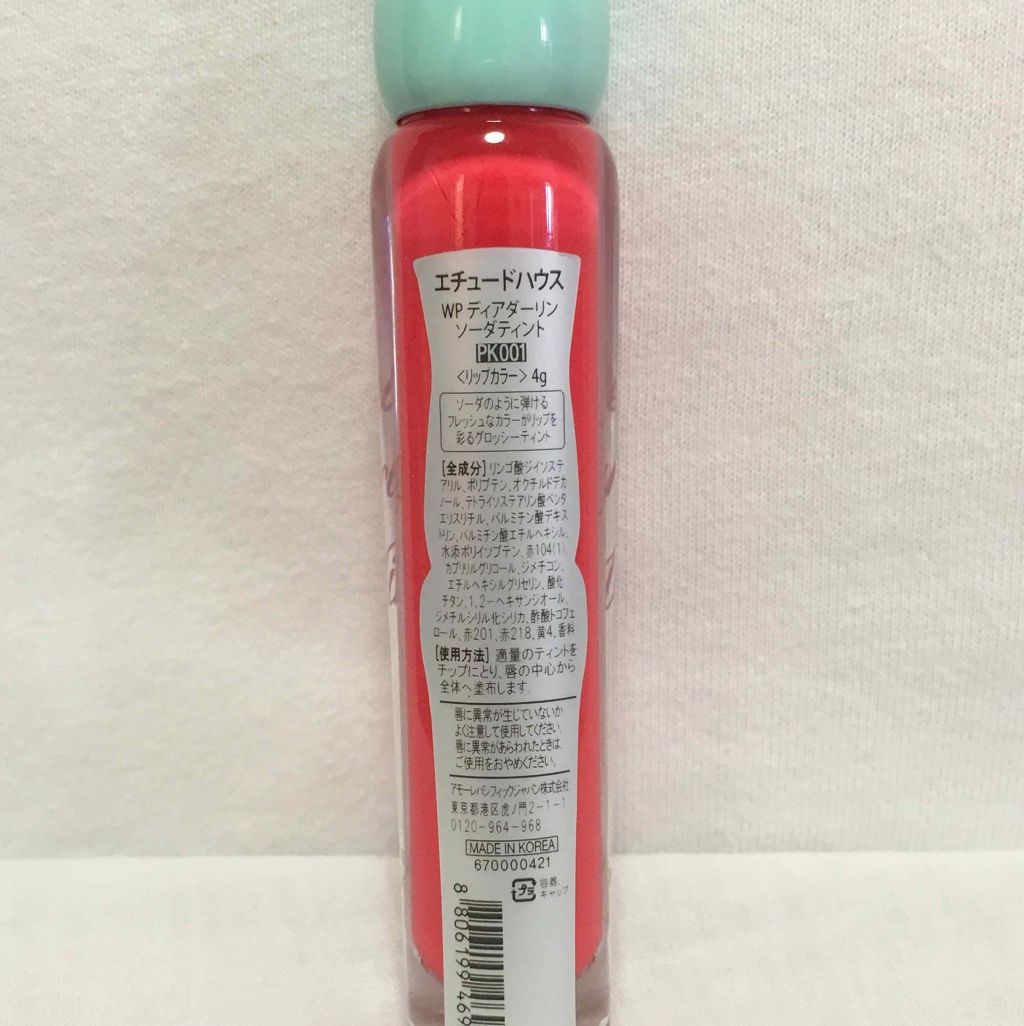 エチュードハウス
WP ディアダーリン
ソーダティント
PK001
〈リップカラー〉4g
ソーダのように弾ける
フレッシュなカラーがリップを
彩るグロッシーティント
[全成分]リンゴ酸ジイソステ
アリル、ポリブテン、オクチルドデカ
ノール、テトライソステアリン酸ペンタ
エリスリチル、パルミチン酸デキス
トリン、パルミチン酸エチルヘキシル、
水添ポリイソブテン、赤104(1)、
カプリリルグリコール、ジメチコン、
エチルヘキシルグリセリン、酸化
チタン、1,2-ヘキサンジオール、
ジメチルシリル化シリカ、酢酸トコフェ
ロール、赤201、赤218、黄4、香料
[使用方法] 適量のティントを
チップにとり、唇の中心から
全体へ塗布します。
唇に異常が生じていないか
よく注意して使用してください。
唇に異常があらわれたときは、
ご使用をおやめください。
アモーレパシフィックジャパン株式会社
東京都港区虎ノ門2-1-1
0120-964-968
MADE IN KOREA
670000421
プラ 容器、
キャップ
8 806199 469